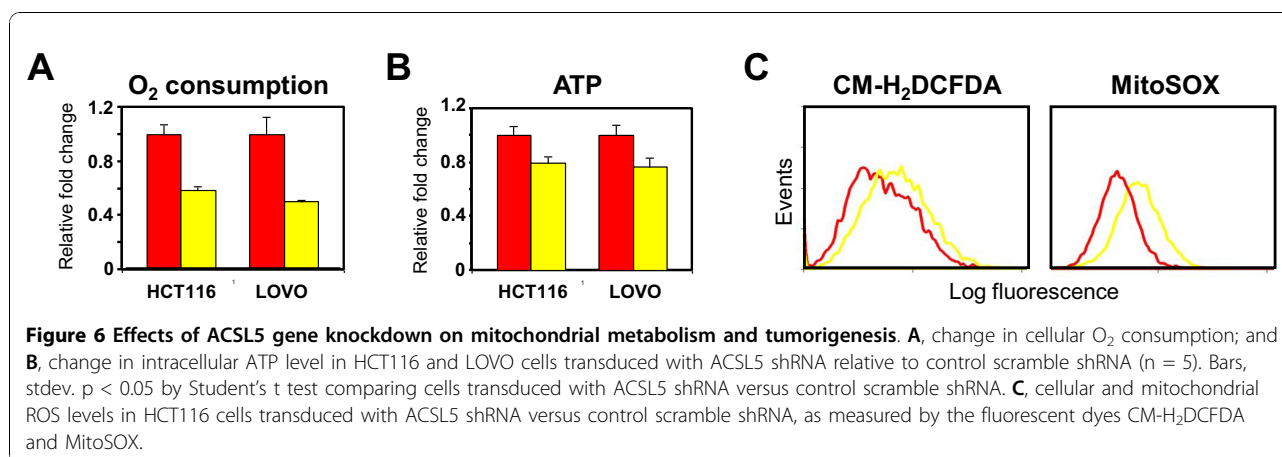 A
B
C
O₂ consumption
ATP
CM-H₂DCFDA
MitoSOX
Relative fold change
1.2
0.8
0.4
0
HCT116
LOVO
Relative fold change
1.2
0.8
0.4
0
HCT116
LOVO
Events
Log fluorescence
Figure 6 Effects of ACSL5 gene knockdown on mitochondrial metabolism and tumorigenesis. A, change in cellular O₂ consumption; and
B, change in intracellular ATP level in HCT116 and LOVO cells transduced with ACSL5 shRNA relative to control scramble shRNA (n = 5). Bars,
stdev. p < 0.05 by Student's t test comparing cells transduced with ACSL5 shRNA versus control scramble shRNA. C, cellular and mitochondrial
ROS levels in HCT116 cells transduced with ACSL5 shRNA versus control scramble shRNA, as measured by the fluorescent dyes CM-H₂DCFDA
and MitoSOX.